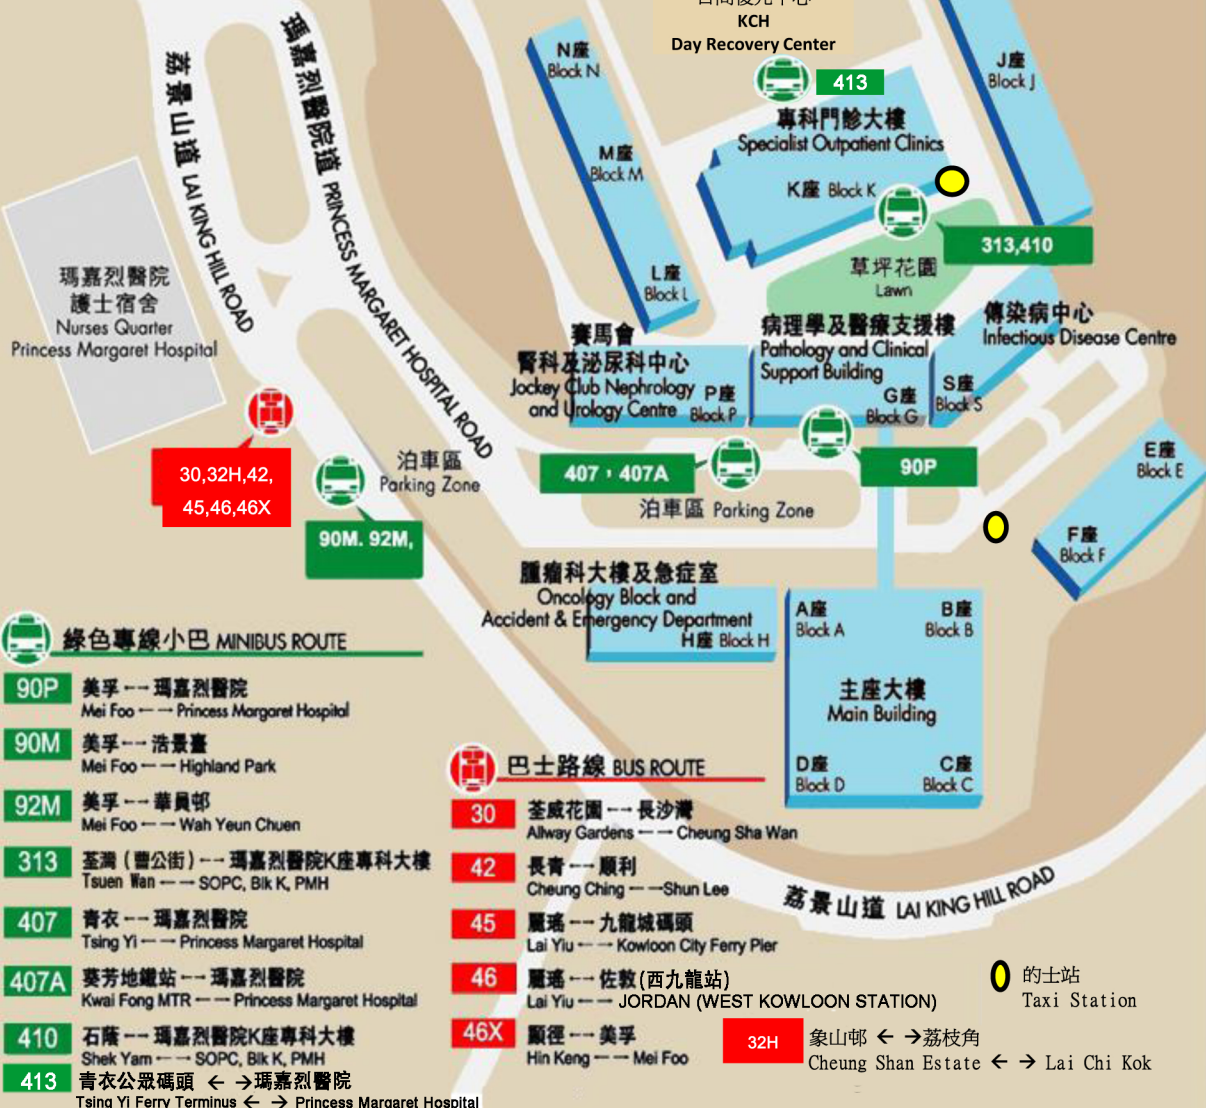 KCH
Day Recovery Center
N座
Block N
413
J座
Block J
專科門診大樓
Specialist Outpatient Clinics
M座
Block M
K座 Block K
荔景山道 LAI KING HILL ROAD
瑪嘉烈醫院道 PRINCESS MARGARET HOSPITAL ROAD
313,410
草坪花園
Lawn
L座
Block L
瑪嘉烈醫院
護士宿舍
Nurses Quarter
Princess Margaret Hospital
賽馬會
腎科及泌尿科中心
Jockey Club Nephrology
and Urology Centre
P座
Block P
病理學及醫療支援樓
Pathology and Clinical
Support Building
G座
Block G
傳染病中心
Infectious Disease Centre
S座
Block S
30,32H,42,
45,46,46X
泊車區
Parking Zone
407，407A
90P
E座
Block E
泊車區 Parking Zone
90M. 92M,
F座
Block F
腫瘤科大樓及急症室
Oncology Block and
Accident & Emergency Department
H座 Block H
A座
Block A
B座
Block B
主座大樓
Main Building
D座
Block D
C座
Block C
荔景山道 LAI KING HILL ROAD
綠色專線小巴 MINIBUS ROUTE
90P 美孚←→瑪嘉烈醫院
Mei Foo ←→ Princess Margaret Hospital
90M 美孚←→浩景臺
Mei Foo ←→ Highland Park
92M 美孚←→華員邨
Mei Foo ←→ Wah Yeun Chuen
313 荃灣（曹公街）←→瑪嘉烈醫院K座專科大樓
Tsuen Wan ←→ SOPC, Blk K, PMH
407 青衣←→瑪嘉烈醫院
Tsing Yi ←→ Princess Margaret Hospital
407A 葵芳地鐵站←→瑪嘉烈醫院
Kwai Fong MTR ←→ Princess Margaret Hospital
410 石蔭←→瑪嘉烈醫院K座專科大樓
Shek Yam ←→ SOPC, Blk K, PMH
413 青衣公眾碼頭 ← →瑪嘉烈醫院
Tsing Yi Ferry Terminus ← → Princess Margaret Hospital
巴士路線 BUS ROUTE
30 荃威花園←→長沙灣
Allway Gardens ←→ Cheung Sha Wan
42 長青←→順利
Cheung Ching ←→Shun Lee
45 麗瑤←→九龍城碼頭
Lai Yiu ←→ Kowloon City Ferry Pier
46 麗瑤←→佐敦(西九龍站)
Lai Yiu ←→ JORDAN (WEST KOWLOON STATION)
46X 顯徑←→美孚
Hin Keng ←→ Mei Foo
32H 象山邨 ← →荔枝角
Cheung Shan Estate ← → Lai Chi Kok
的士站
Taxi Station